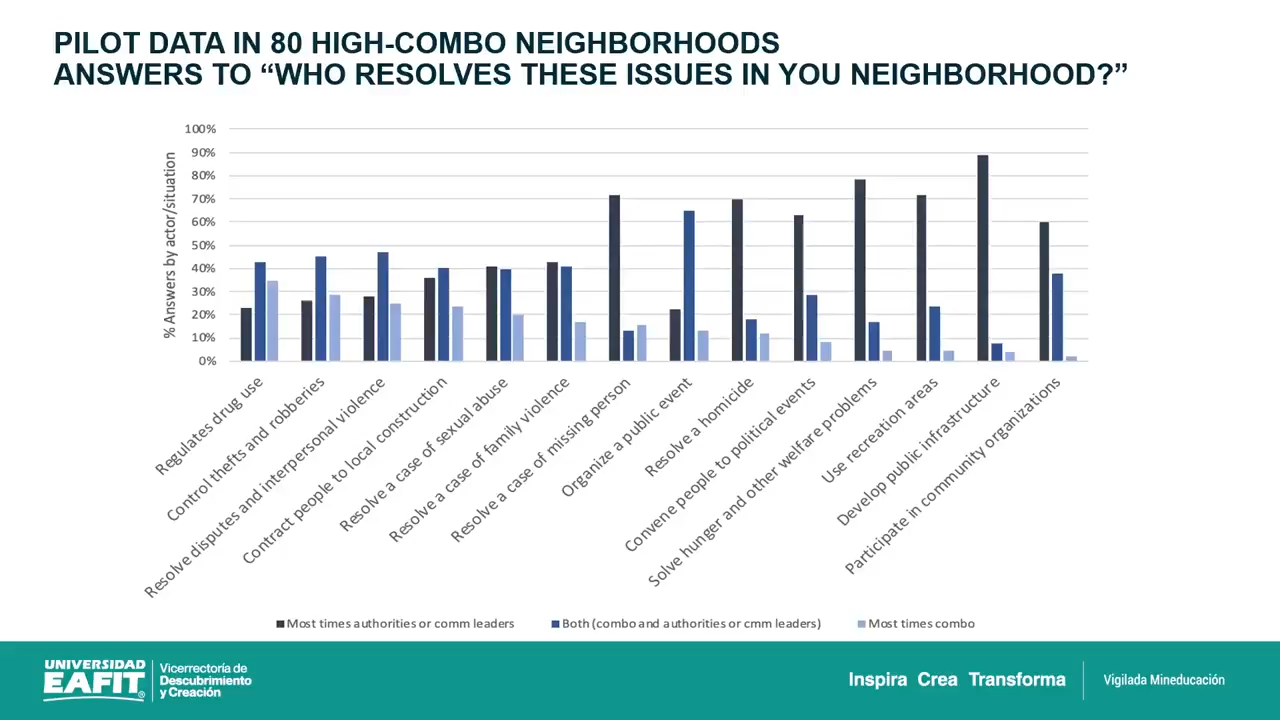 PILOT DATA IN 80 HIGH-COMBO NEIGHBORHOODS
ANSWERS TO “WHO RESOLVES THESE ISSUES IN YOU NEIGHBORHOOD?”
% Answers by actor/situation
100%
90%
80%
70%
60%
50%
40%
30%
20%
10%
0%
Regulates drug use
Control thefts and robberies
Resolve disputes and interpersonal violence
Contract people to local construction
Resolve a case of sexual abuse
Resolve a case of family violence
Resolve a case of missing person
Organize a public event
Resolve a homicide
Convene people to political events
Solve hunger and other welfare problems
Use recreation areas
Develop public infrastructure
Participate in community organizations
Most times authorities or comm leaders
Both (combo and authorities or cmm leaders)
Most times combo
UNIVERSIDAD
EAFIT®
Vicerrectoría de
Descubrimiento
y Creación
Inspira Crea Transforma
Vigilada Mineducación